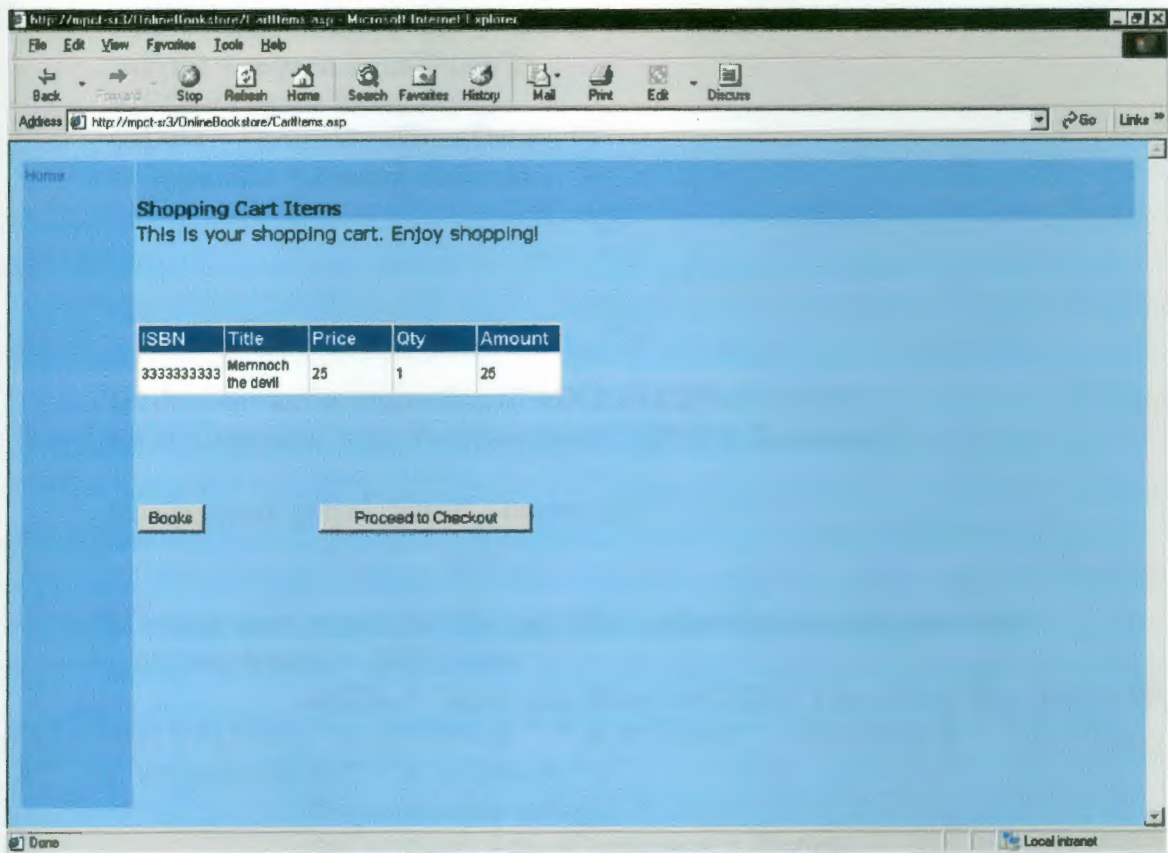 http://mpct-sr3/OnlineBookstore/CartItems.asp - Microsoft Internet Explorer
File Edit View Favorites Tools Help
Back Forward Stop Refresh Home Search Favorites History Mail Print Edit Discuss
Address http://mpct-sr3/OnlineBookstore/CartItems.asp Go Links »
Home
Shopping Cart Items
This is your shopping cart. Enjoy shopping!
ISBN Title Price Qty Amount
3333333333 Memnoch the devil 25 1 25
Books Proceed to Checkout
Done Local intranet